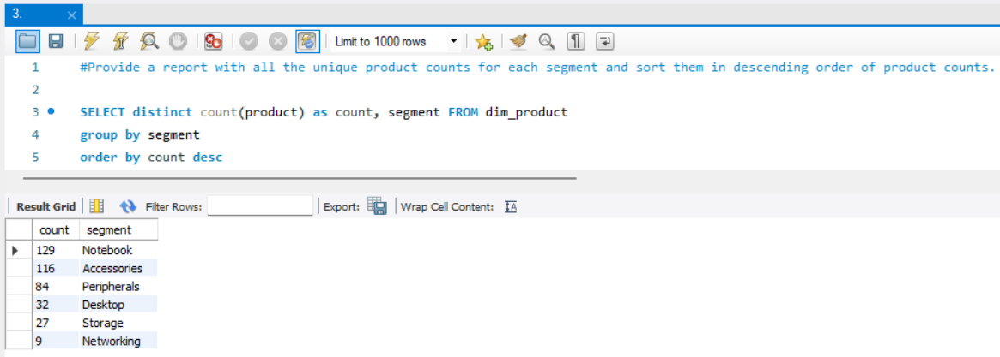 3.
Limit to 1000 rows
1 #Provide a report with all the unique product counts for each segment and sort them in descending order of product counts.
2
3 SELECT distinct count(product) as count, segment FROM dim_product
4 group by segment
5 order by count desc
Result Grid Filter Rows: Export: Wrap Cell Content:
count segment
129 Notebook
116 Accessories
84 Peripherals
32 Desktop
27 Storage
9 Networking